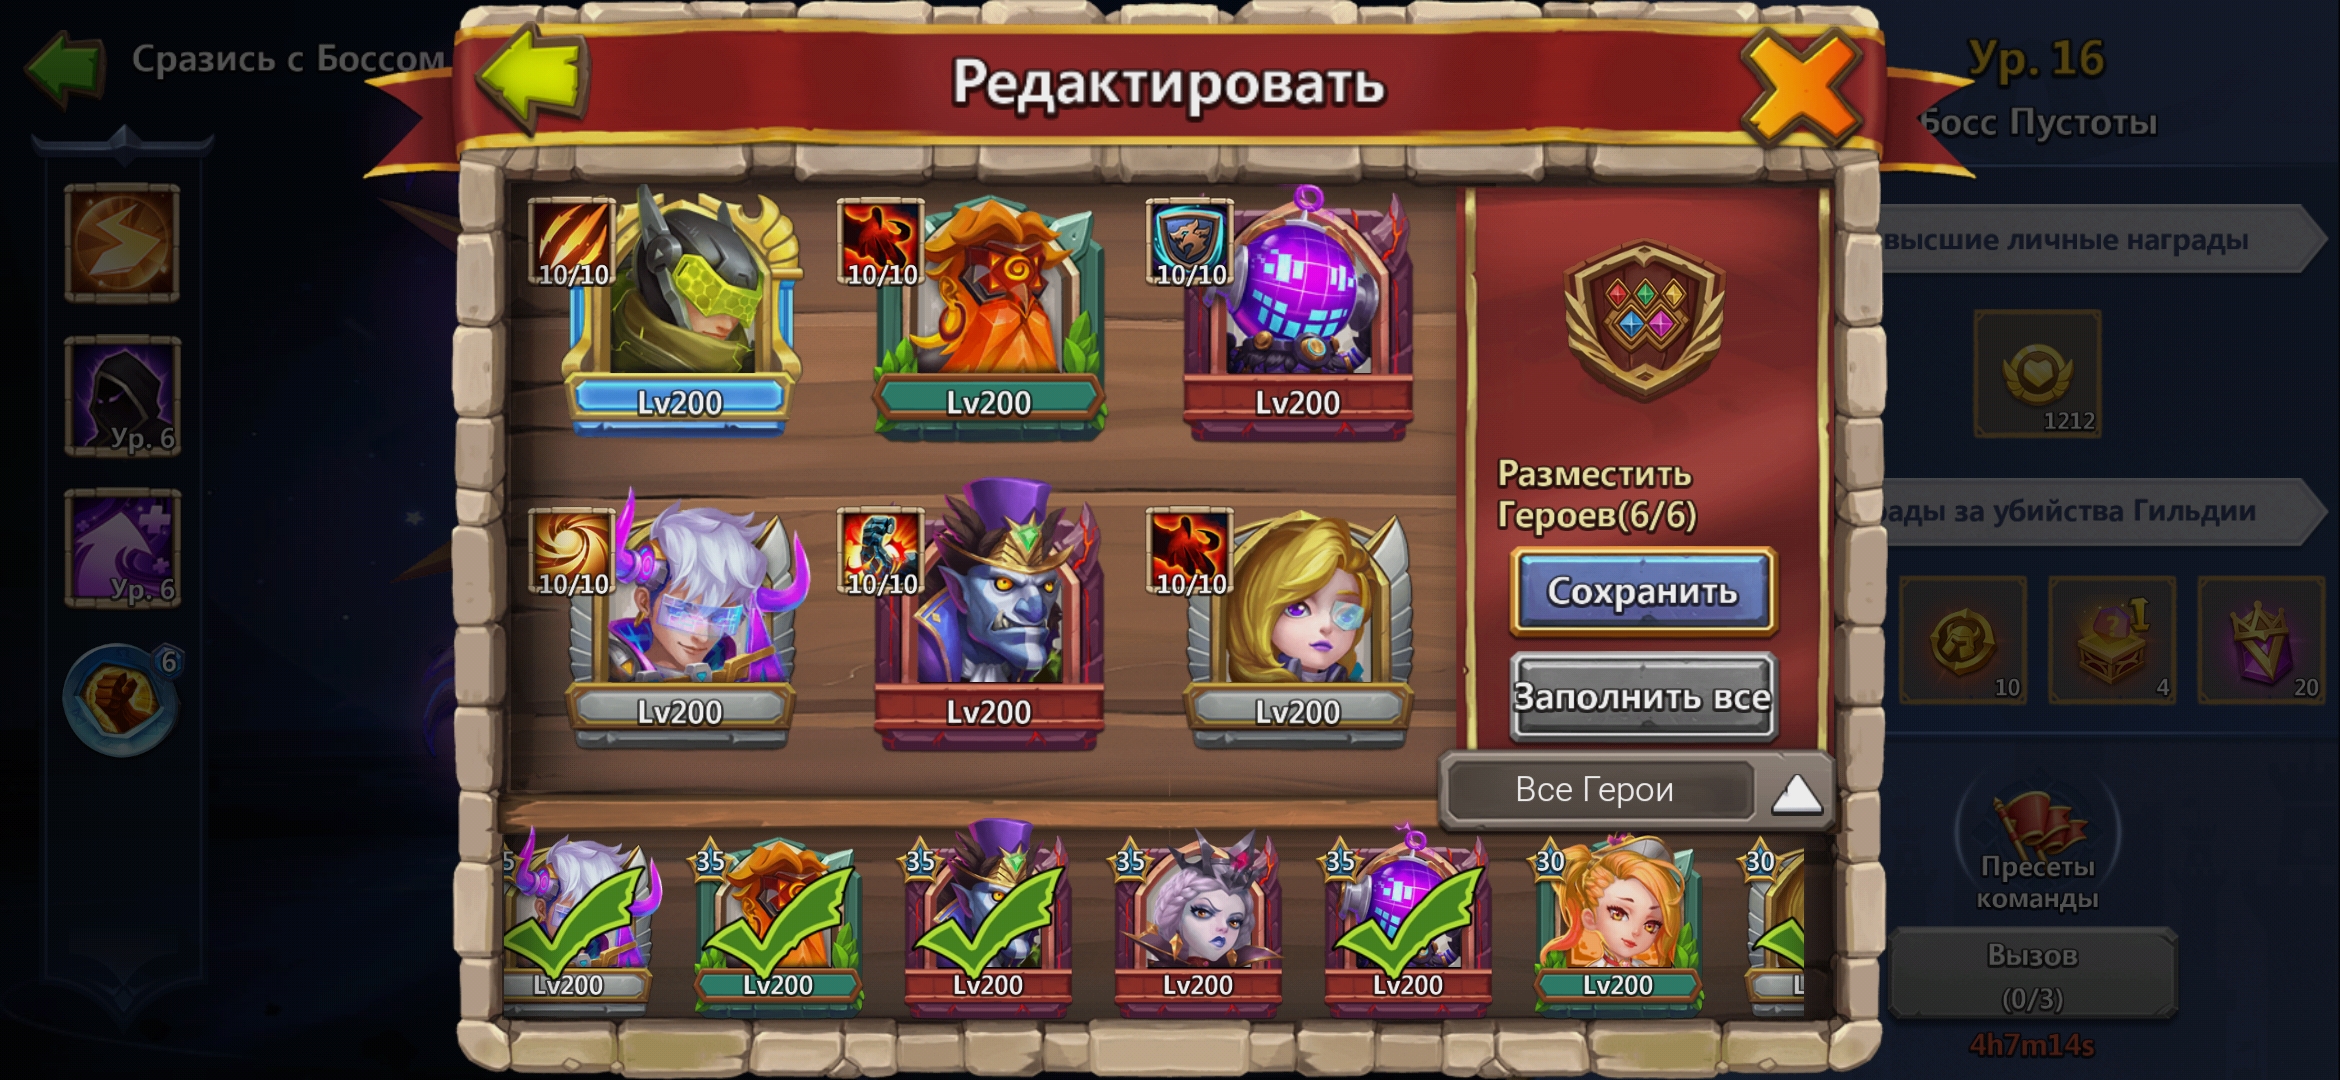 Сразись с Боссом
Редактировать
Ур. 16
Босс Пустоты
высшие личные награды
1212
рады за убийства Гильдии
10
4
20
Ур. 6
Ур. 6
6
10/10
Lv200
10/10
Lv200
10/10
Lv200
10/10
Lv200
10/10
Lv200
10/10
Lv200
Разместить
Героев(6/6)
Сохранить
Заполнить все
Все Герои
5
Lv200
35
Lv200
35
Lv200
35
Lv200
35
Lv200
30
Lv200
30
L
Пресеты
команды
Вызов
(0/3)
4h7m14s